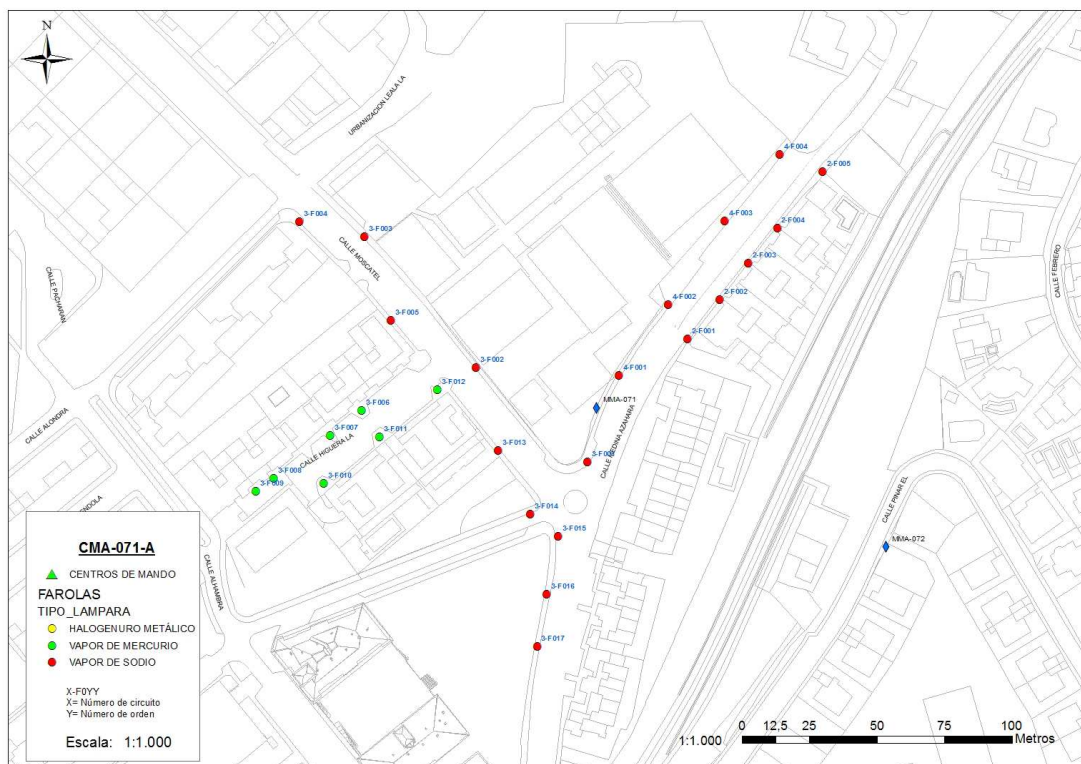 N
URBANIZACION LEALA LA
4-F004
2-F005
3-F004
4-F003
2-F004
3-F003
CALLE MOSCATEL
2-F003
CALLE FEBRERO
CALLE PACHARAN
4-F002
2-F002
3-F005
2-F001
3-F002
4-F001
3-F012
MMA-071
3-F006
CALLE MEDINA AZAHARA
CALLE ALONDRA
3-F007
3-F011
CALLE HIGUERA LA
3-F013
3-F008
3-F010
3-F009
CALLE PINAR EL
3-F014
3-F015
MMA-072
CALLE ALHAMBRA
3-F016
3-F017
CMA-071-A
CENTROS DE MANDO
FAROLAS
TIPO_LAMPARA
HALOGENURO METÁLICO
VAPOR DE MERCURIO
VAPOR DE SODIO
X-F0YY
X= Número de circuito
Y= Número de orden
Escala: 1:1.000
1:1.000
0 12,5 25 50 75 100
Metros